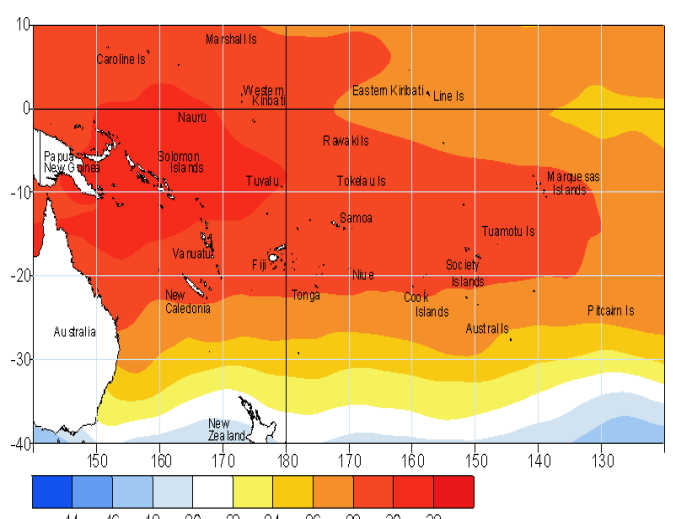 10
Marshall Is
Caroline Is
Western
Kiribati
Eastern Kiribati
Line Is
0
Nauru
Rawaki Is
Papua
New Guinea
Solomon
Islands
Tuvalu
Tokelau Is
Marquesas
Islands
-10
Samoa
Tuamotu Is
Vanuatu
Fiji
Niue
Society
Islands
-20
New
Caledonia
Tonga
Cook
Islands
Pitcairn Is
Australia
Austral Is
-30
New
Zealand
-40
150 160 170 180 170 160 150 140 130